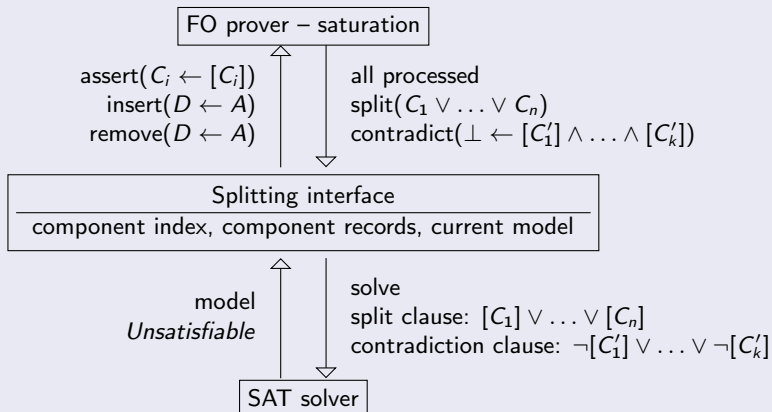 FO prover – saturation
assert(C_i ← [C_i])
insert(D ← A)
remove(D ← A)
all processed
split(C_1 ∨ … ∨ C_n)
contradict(⊥ ← [C'_1] ∧ … ∧ [C'_k])
Splitting interface
component index, component records, current model
model
Unsatisfiable
solve
split clause: [C_1] ∨ … ∨ [C_n]
contradiction clause: ¬[C'_1] ∨ … ∨ ¬[C'_k]
SAT solver